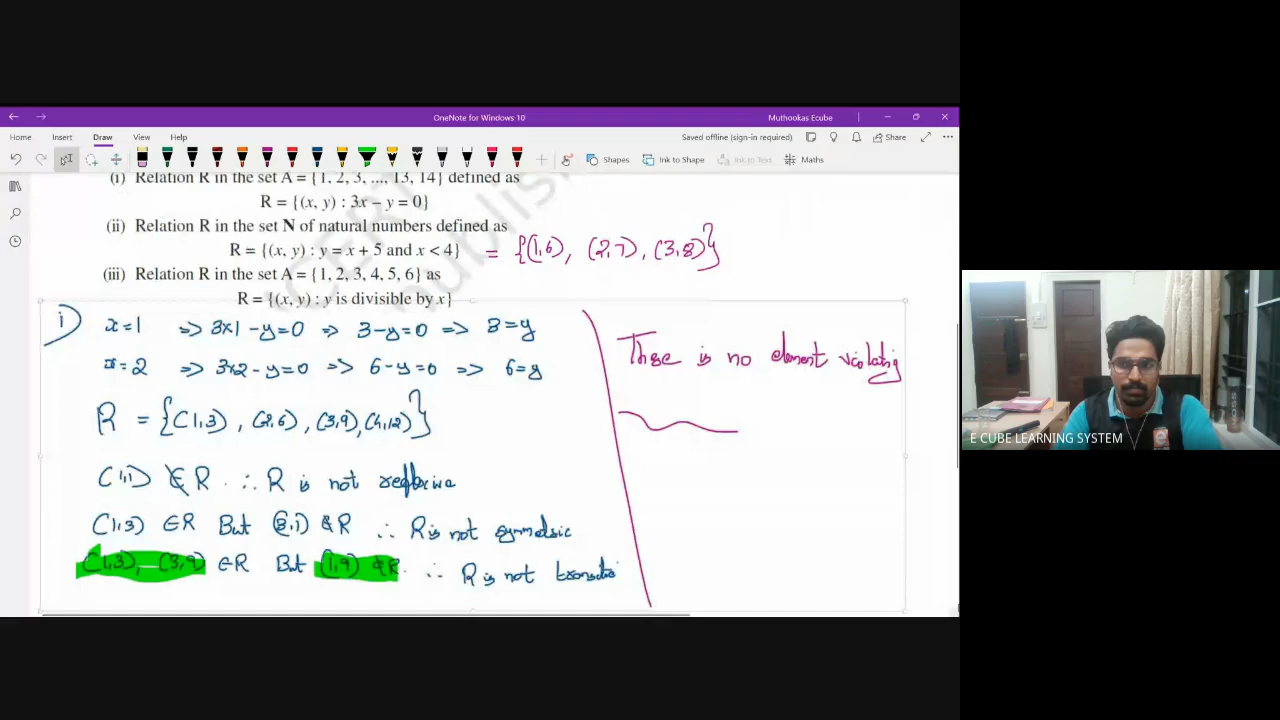 OneNote for Windows 10
Muthookas Ecube
Home Insert Draw View Help
Saved offline (sign-in required) Share
Shapes Ink to Shape Ink to Text Maths
(i) Relation R in the set A = {1, 2, 3, ..., 13, 14} defined as
R = {(x, y) : 3x – y = 0}
(ii) Relation R in the set N of natural numbers defined as
R = {(x, y) : y = x + 5 and x < 4} = {(1,6), (2,7), (3,8)}
(iii) Relation R in the set A = {1, 2, 3, 4, 5, 6} as
R = {(x, y) : y is divisible by x}
i) x=1 => 3x1 -y=0 => 3-y=0 => 3=y
x=2 => 3x2-y=0 => 6-y=0 => 6=y
R = {(1,3), (2,6), (3,9), (4,12)}
(1,1) ∉ R ∴ R is not reflexive
(1,3) ∈R But (3,1) ∉R ∴ R is not symmetric
(1,3), (3,9) ∈R But (1,9) ∉R ∴ R is not
There is no element violating
E CUBE LEARNING SYSTEM